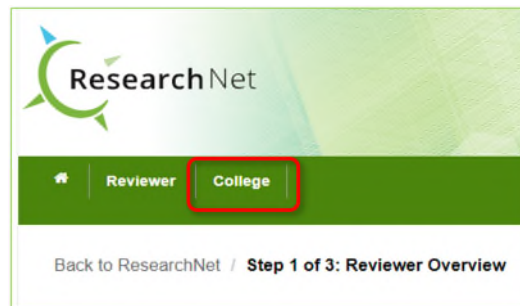 ResearchNet
Reviewer College
Back to ResearchNet / Step 1 of 3: Reviewer Overview